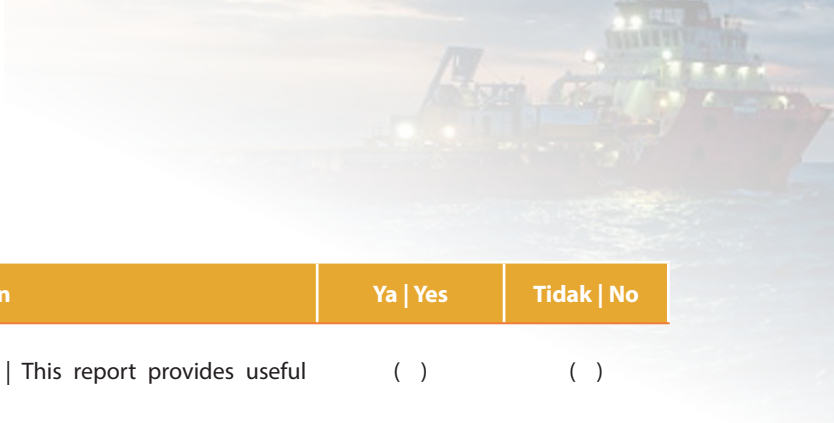 n Ya | Yes Tidak | No
| This report provides useful ( ) ( )